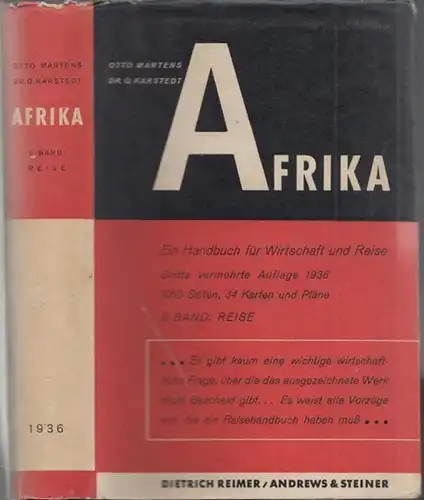 OTTO MARTENS
DR. O. KARSTEDT
AFRIKA
II. BAND:
REISE
1936
OTTO MARTENS
DR. O. KARSTEDT
AFRIKA
Ein Handbuch für Wirtschaft und Reise
Dritte vermehrte Auflage 1936
Seiten, 34 Karten und Pläne
II. BAND: REISE
... Es gibt kaum eine wichtige wirtschaft-
liche Frage, über die das ausgezeichnete Werk
nicht Bescheid gibt... Es weist alle Vorzüge
auf, die ein Reisehandbuch haben muß ...
DIETRICH REIMER / ANDREWS & STEINER